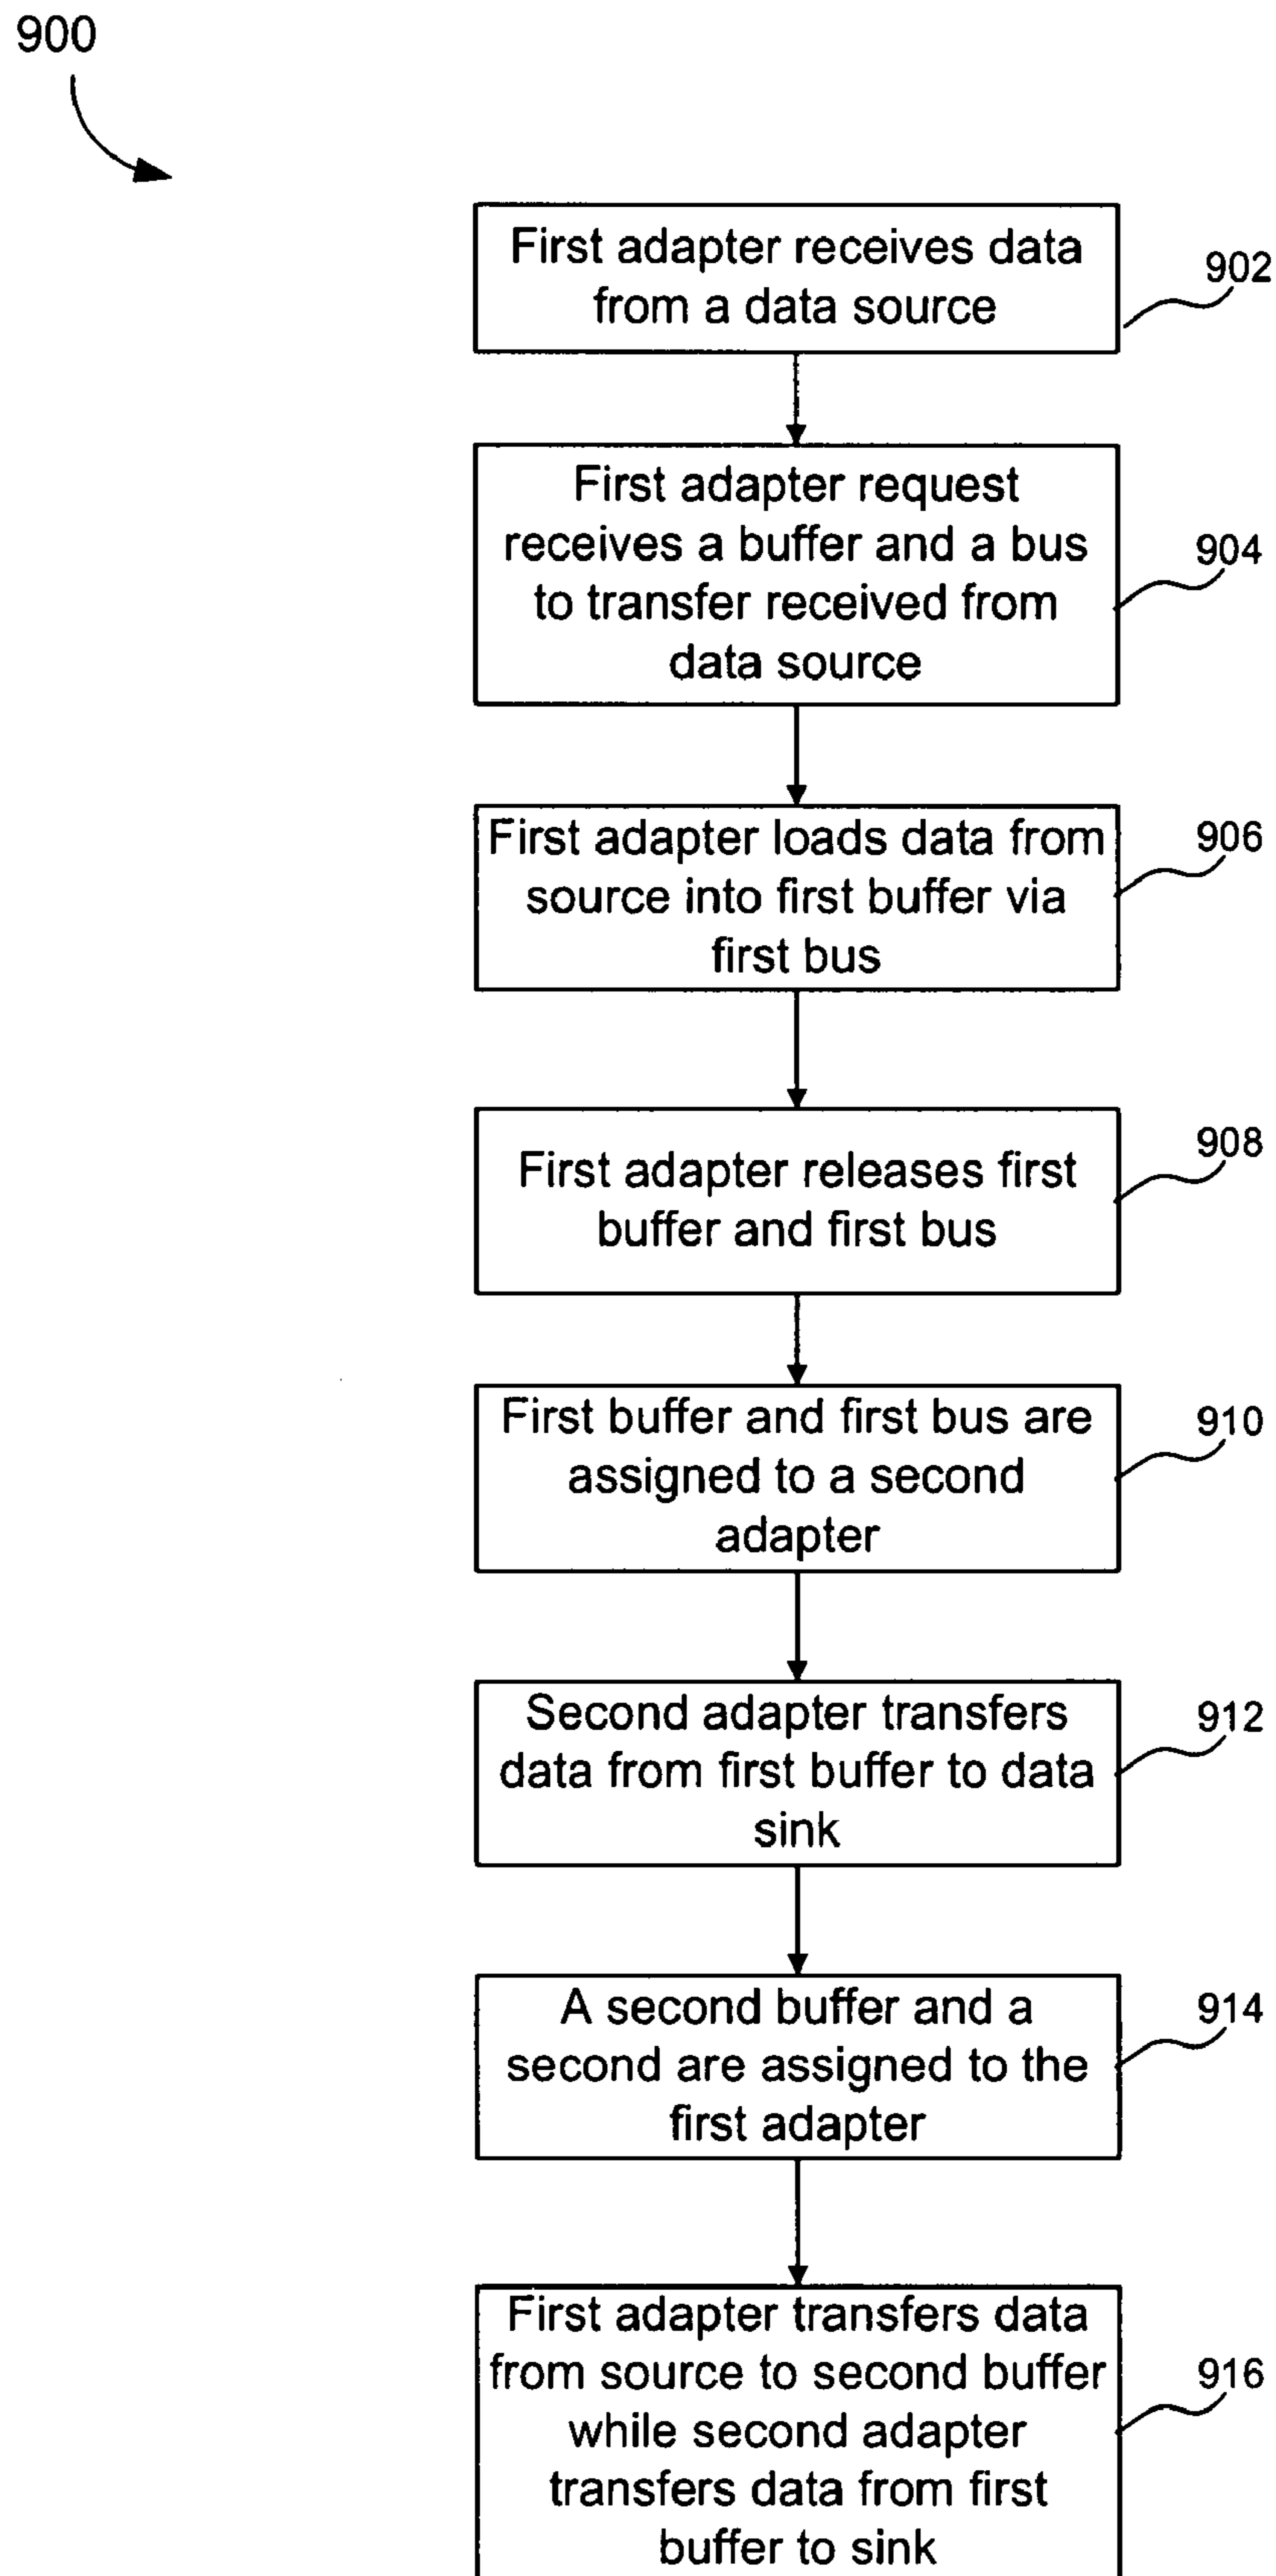 900
First adapter receives data
from a data source
902
First adapter request
receives a buffer and a bus
to transfer received from
data source
904
First adapter loads data from
source into first buffer via
first bus
906
First adapter releases first
buffer and first bus
908
First buffer and first bus are
assigned to a second
adapter
910
Second adapter transfers
data from first buffer to data
sink
912
A second buffer and a
second are assigned to the
first adapter
914
First adapter transfers data
from source to second buffer
while second adapter
transfers data from first
buffer to sink
916